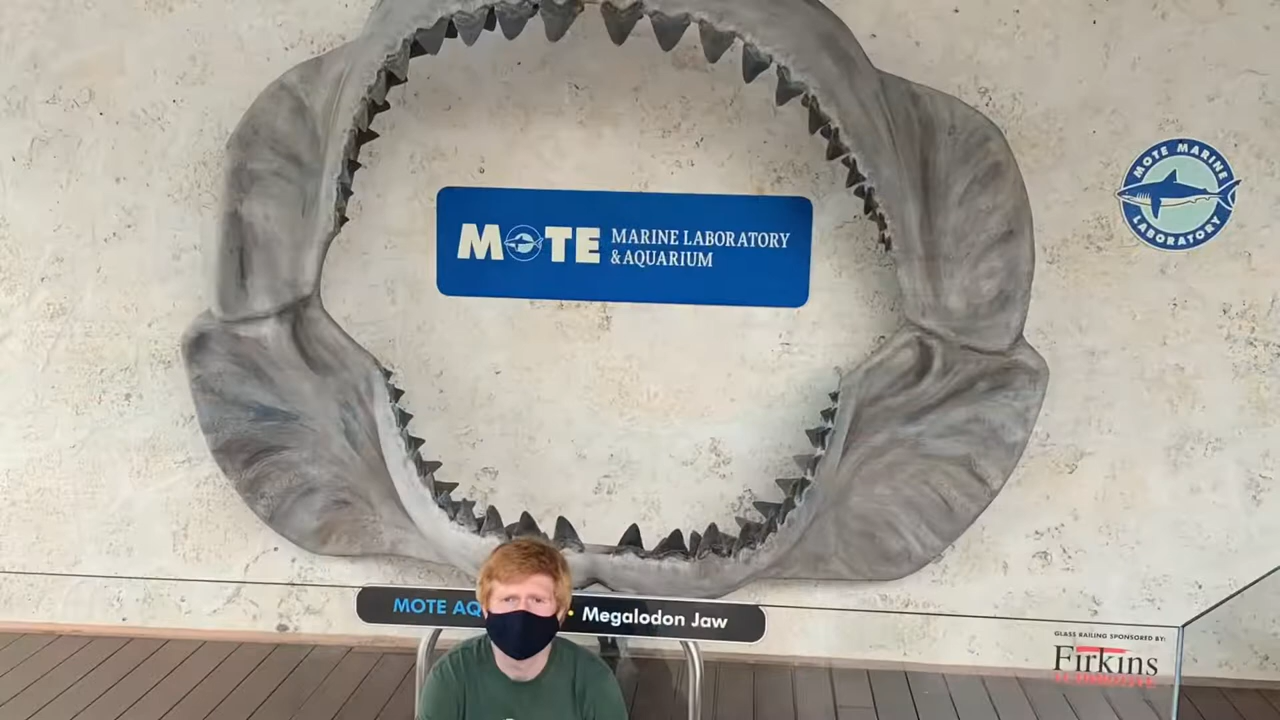 MOTE MARINE LABORATORY
MOTE MARINE LABORATORY
& AQUARIUM
MOTE AQ
Megalodon Jaw
GLASS RAILING SPONSORED BY:
Firkins